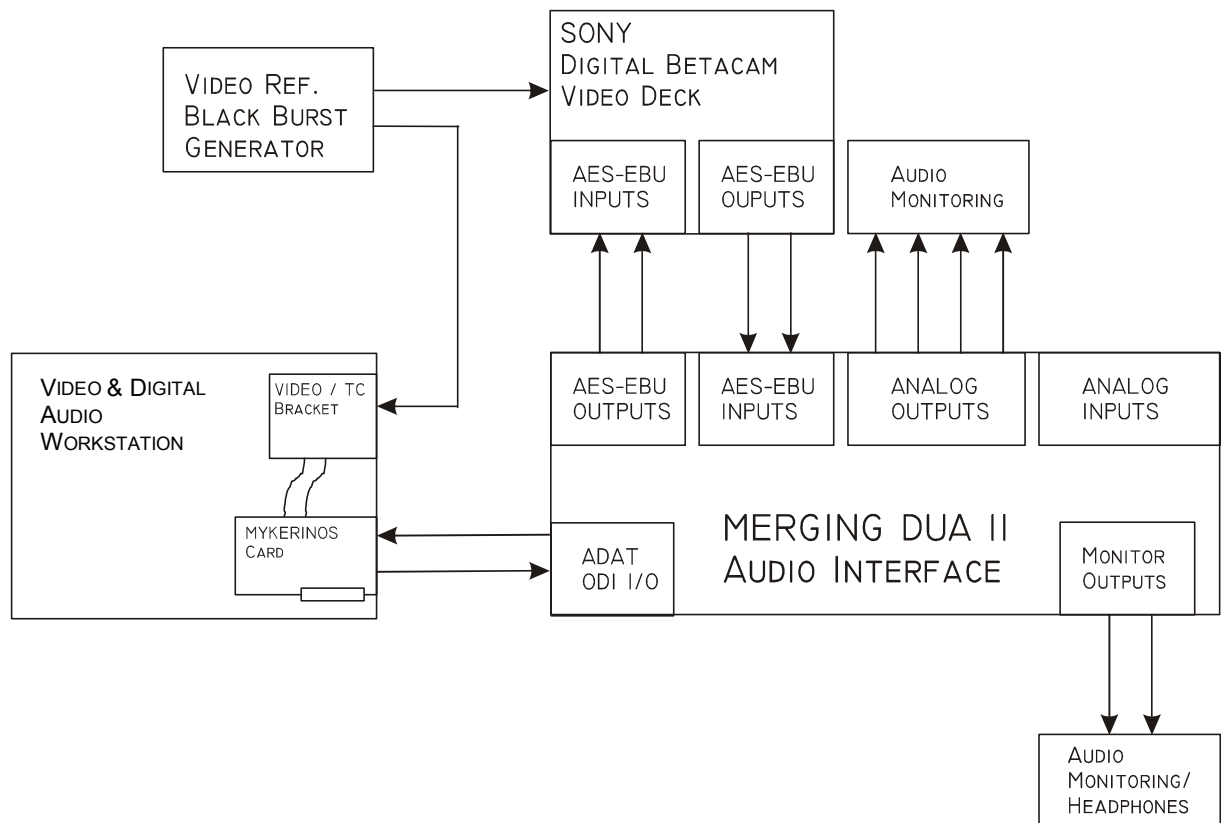 VIDEO REF.
BLACK BURST
GENERATOR
SONY
DIGITAL BETACAM
VIDEO DECK
AES-EBU
INPUTS
AES-EBU
OUPUTS
AUDIO
MONITORING
VIDEO & DIGITAL
AUDIO
WORKSTATION
VIDEO / TC
BRACKET
MYKERINOS
CARD
AES-EBU
OUTPUTS
AES-EBU
INPUTS
ANALOG
OUTPUTS
ANALOG
INPUTS
MERGING DUA II
AUDIO INTERFACE
ADAT
ODI I/O
MONITOR
OUTPUTS
AUDIO
MONITORING/
HEADPHONES